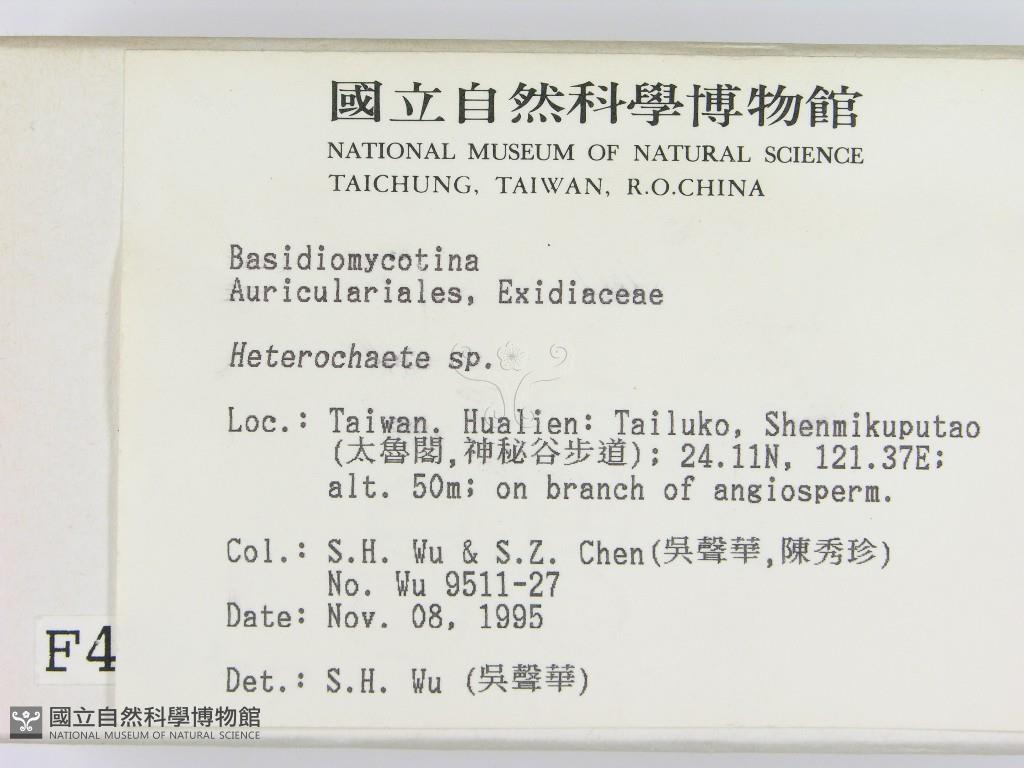 國立自然科學博物館
NATIONAL MUSEUM OF NATURAL SCIENCE
TAICHUNG, TAIWAN, R.O.CHINA
Basidiomycotina
Auriculariales, Exidiaceae
Heterochaete sp.
Loc.: Taiwan. Hualien: Tailuko, Shenmikuputao
(太魯閣,神秘谷步道); 24.11N, 121.37E;
alt. 50m; on branch of angiosperm.
Col.: S.H. Wu & S.Z. Chen(吳聲華,陳秀珍)
No. Wu 9511-27
Date: Nov. 08, 1995
F4
Det.: S.H. Wu (吳聲華)
國立自然科學博物館
NATIONAL MUSEUM OF NATURAL SCIENCE